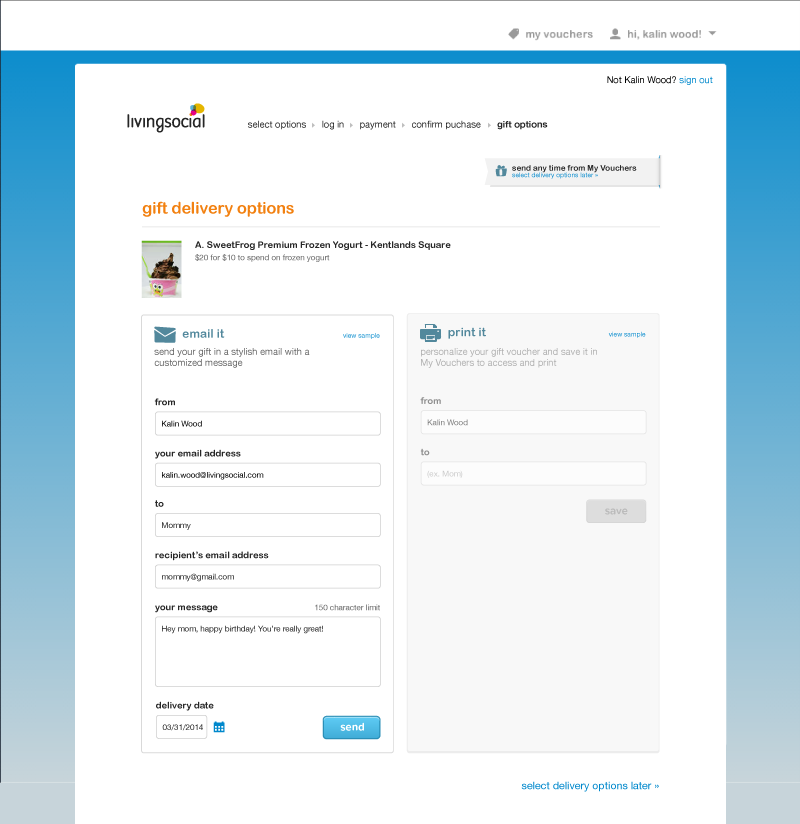 my vouchers
hi, kalin wood!
Not Kalin Wood? sign out
livingsocial
select options
log in
payment
confirm puchase
gift options
send any time from My Vouchers
select delivery options later »
gift delivery options
A. SweetFrog Premium Frozen Yogurt - Kentlands Square
$20 for $10 to spend on frozen yogurt
email it
view sample
send your gift in a stylish email with a
customized message
from
Kalin Wood
your email address
kalin.wood@livingsocial.com
to
Mommy
recipient's email address
mommy@gmail.com
your message
150 character limit
Hey mom, happy birthday! You're really great!
delivery date
03/31/2014
send
print it
view sample
personalize your gift voucher and save it in
My Vouchers to access and print
from
Kalin Wood
to
(ex. Mom)
save
select delivery options later »